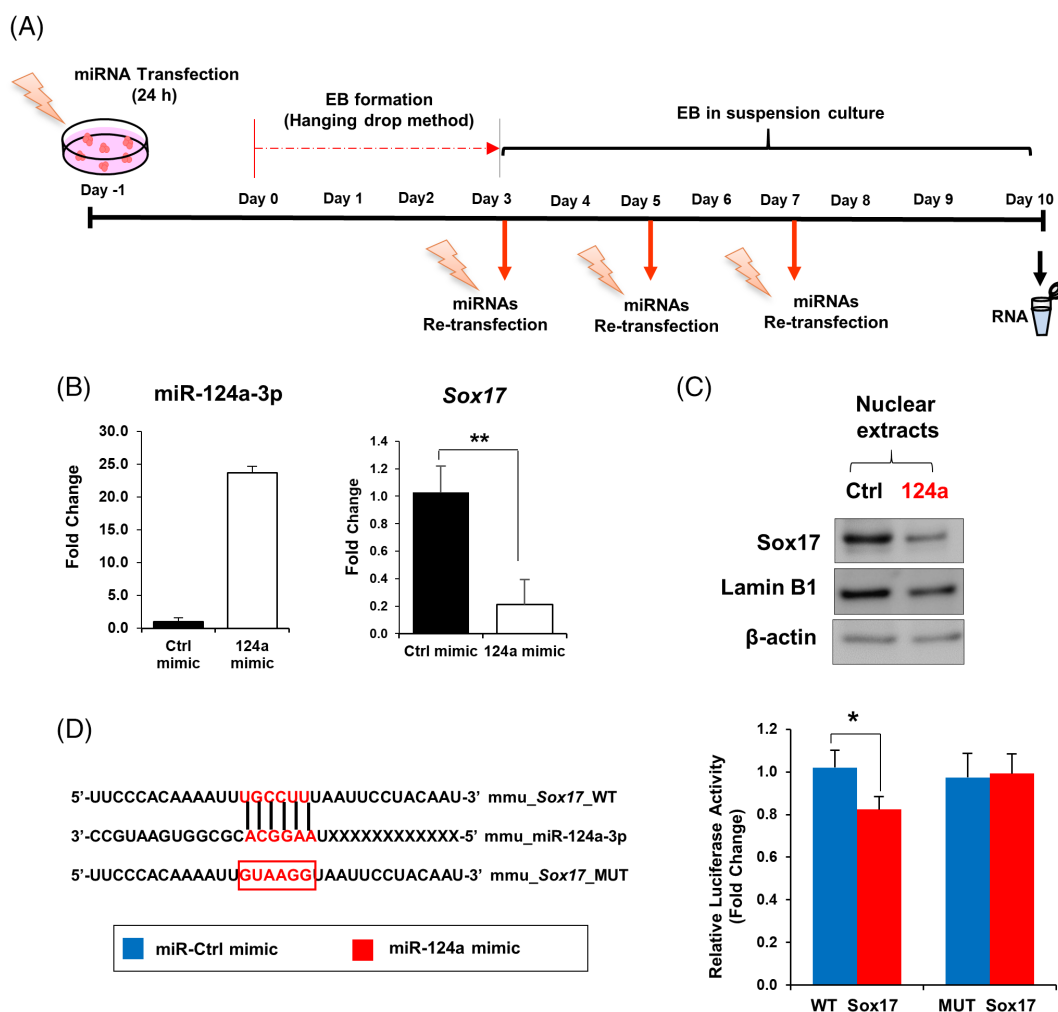 (A)
miRNA Transfection
(24 h)
EB formation
(Hanging drop method)
EB in suspension culture
Day -1
Day 0
Day 1
Day2
Day 3
Day 4
Day 5
Day 6
Day 7
Day 8
Day 9
Day 10
miRNAs
Re-transfection
miRNAs
Re-transfection
miRNAs
Re-transfection
RNA
(B)
miR-124a-3p
Fold Change
30.0
25.0
20.0
15.0
10.0
5.0
0.0
Ctrl
mimic
124a
mimic
Sox17
**
Fold Change
1.4
1.2
1.0
0.8
0.6
0.4
0.2
0.0
Ctrl mimic
124a mimic
(C)
Nuclear
extracts
Ctrl
124a
Sox17
Lamin B1
β-actin
(D)
5’-UUCCCACAAAAUUUGCCUUUAAUUCCUACAAU-3’ mmu_Sox17_WT
3’-CCGUAAGUGGCGCACGGAAUXXXXXXXXXXXX-5’ mmu_miR-124a-3p
5’-UUCCCACAAAAUUGUAAGGUAAUUCCUACAAU-3’ mmu_Sox17_MUT
miR-Ctrl mimic
miR-124a mimic
Relative Luciferase Activity
(Fold Change)
1.2
1.0
0.8
0.6
0.4
0.2
0.0
*
WT Sox17
MUT Sox17